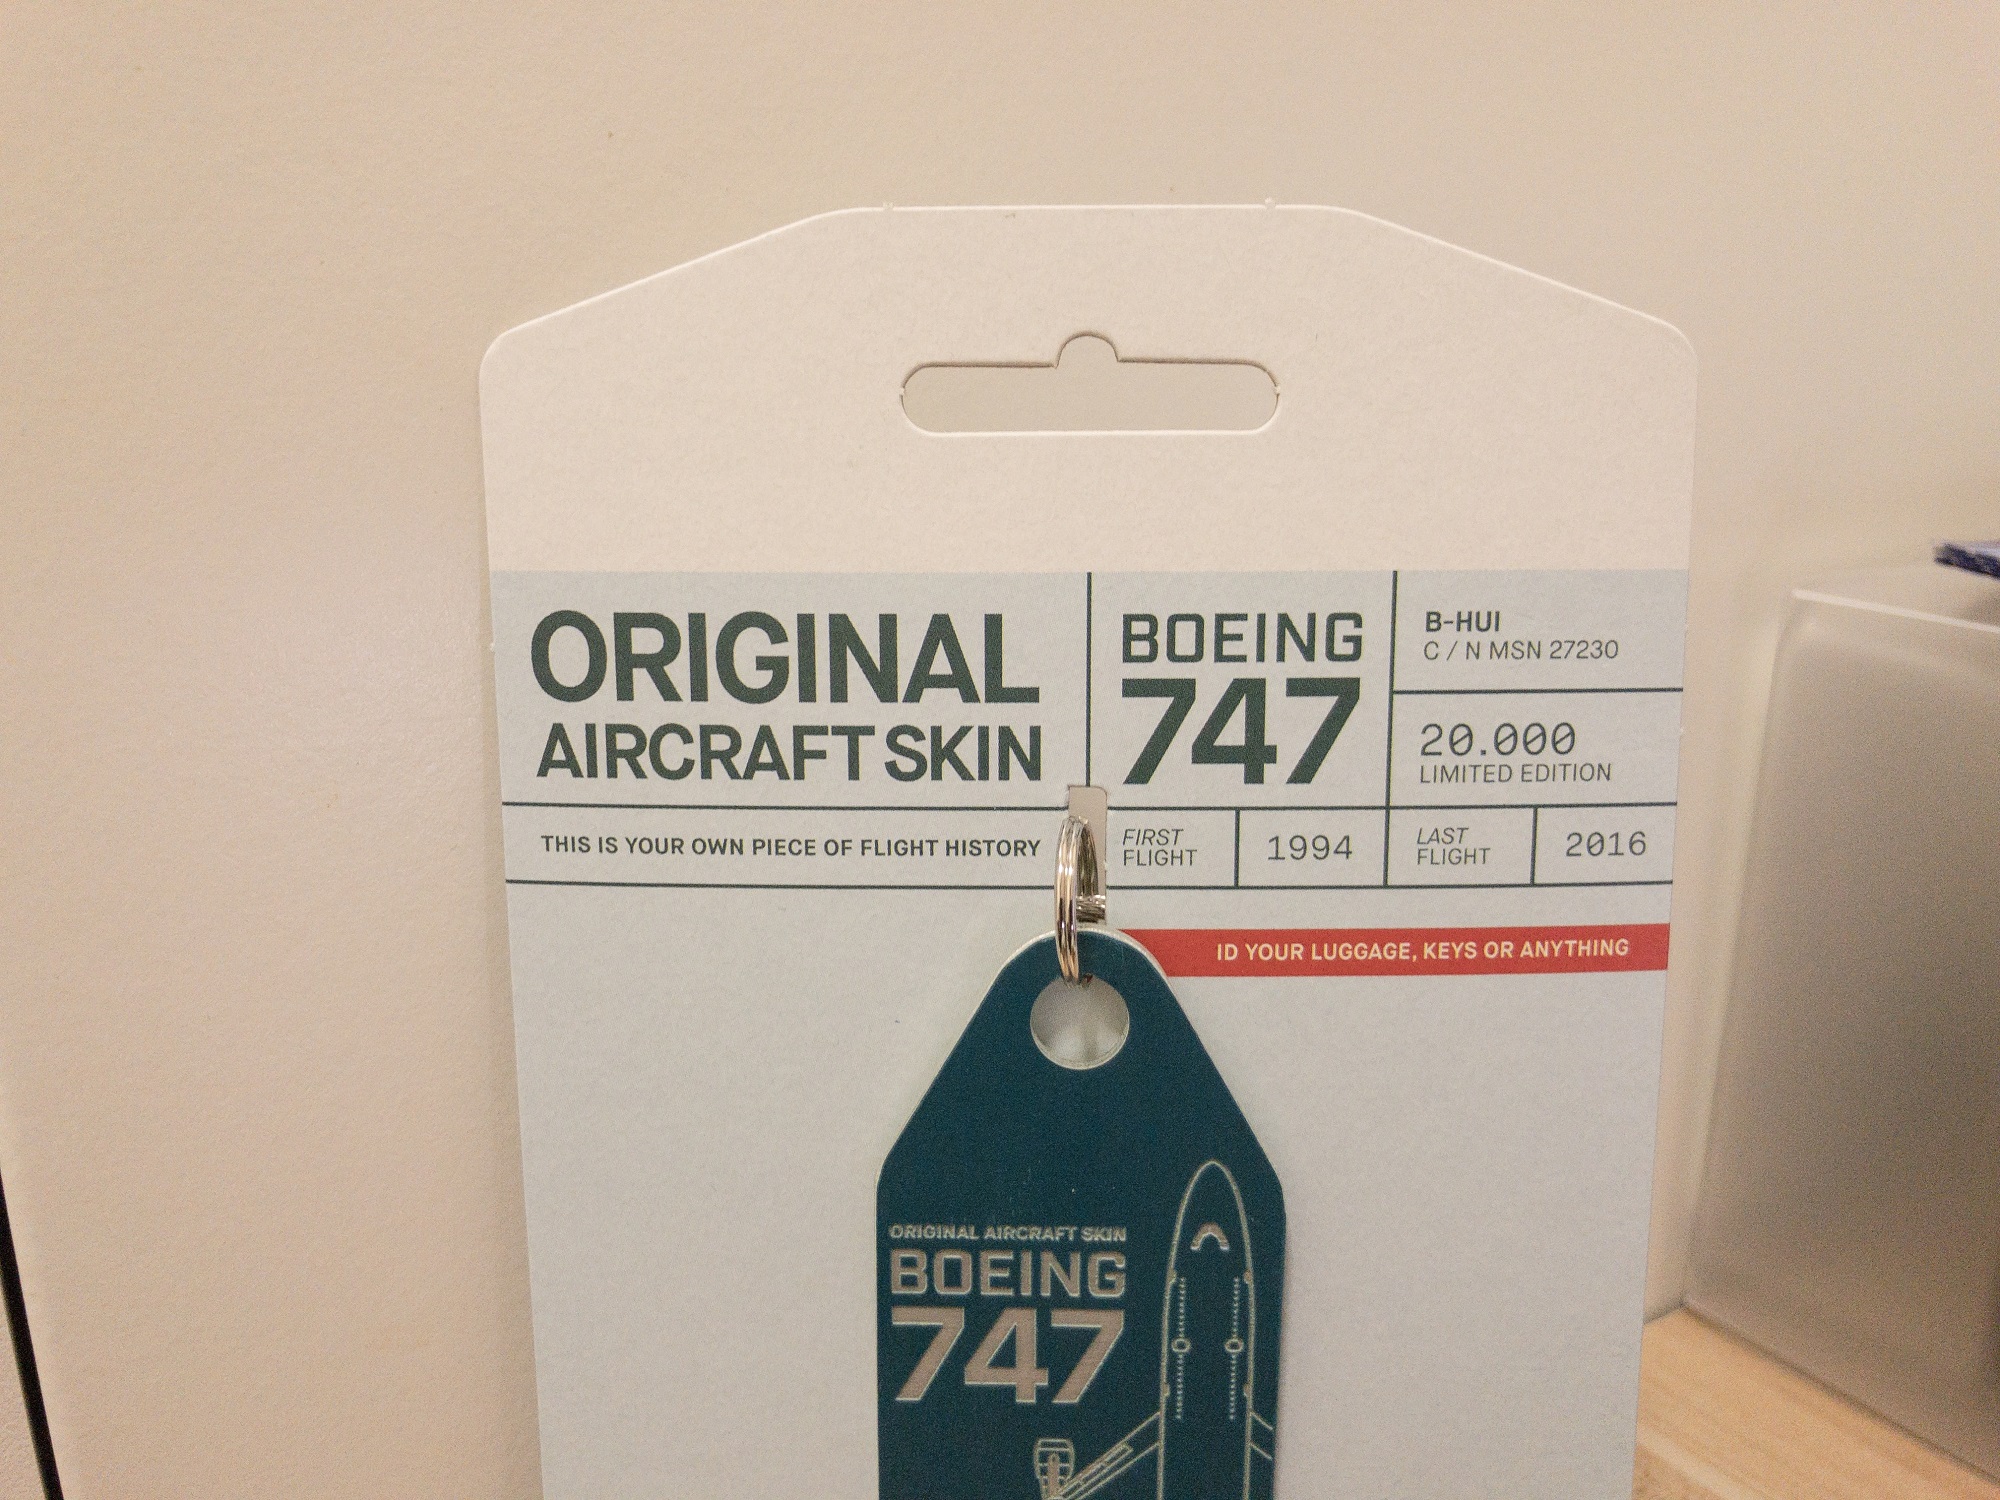 ORIGINAL
AIRCRAFT SKIN
BOEING
747
B-HUI
C / N MSN 27230
20.000
LIMITED EDITION
THIS IS YOUR OWN PIECE OF FLIGHT HISTORY
FIRST
FLIGHT
1994
LAST
FLIGHT
2016
ID YOUR LUGGAGE, KEYS OR ANYTHING
ORIGINAL AIRCRAFT SKIN
BOEING
747